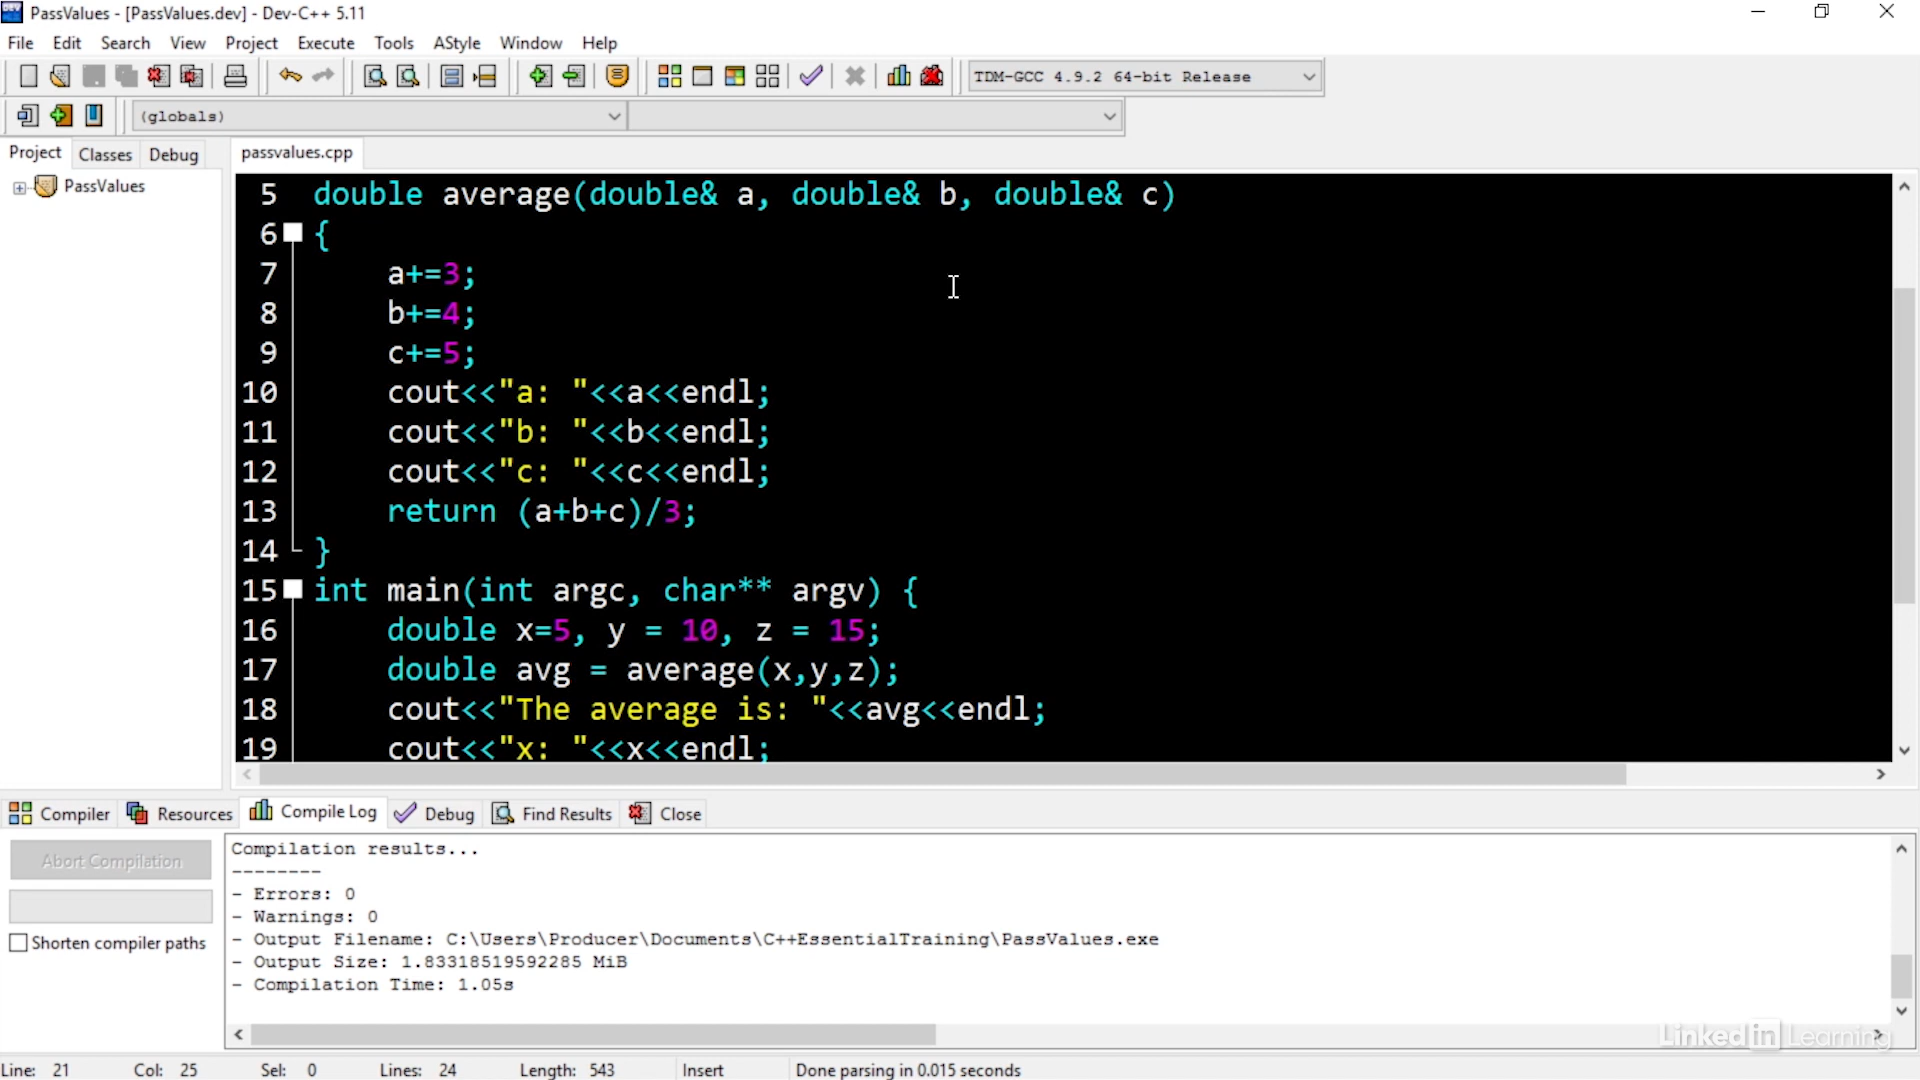 PassValues - [PassValues.dev] - Dev-C++ 5.11
File Edit Search View Project Execute Tools AStyle Window Help
TDM-GCC 4.9.2 64-bit Release
(globals)
Project Classes Debug passvalues.cpp
PassValues
5 double average(double& a, double& b, double& c)
6 {
7 a+=3;
8 b+=4;
9 c+=5;
10 cout<<"a: "<<a<<endl;
11 cout<<"b: "<<b<<endl;
12 cout<<"c: "<<c<<endl;
13 return (a+b+c)/3;
14 }
15 int main(int argc, char** argv) {
16 double x=5, y = 10, z = 15;
17 double avg = average(x,y,z);
18 cout<<"The average is: "<<avg<<endl;
19 cout<<"x: "<<x<<endl;
Compiler Resources Compile Log Debug Find Results Close
Abort Compilation
Shorten compiler paths
Compilation results...
--------
- Errors: 0
- Warnings: 0
- Output Filename: C:\Users\Producer\Documents\C++EssentialTraining\PassValues.exe
- Output Size: 1.83318519592285 MiB
- Compilation Time: 1.05s
LinkedIn Learning
Line: 21 Col: 25 Sel: 0 Lines: 24 Length: 543 Insert Done parsing in 0.015 seconds